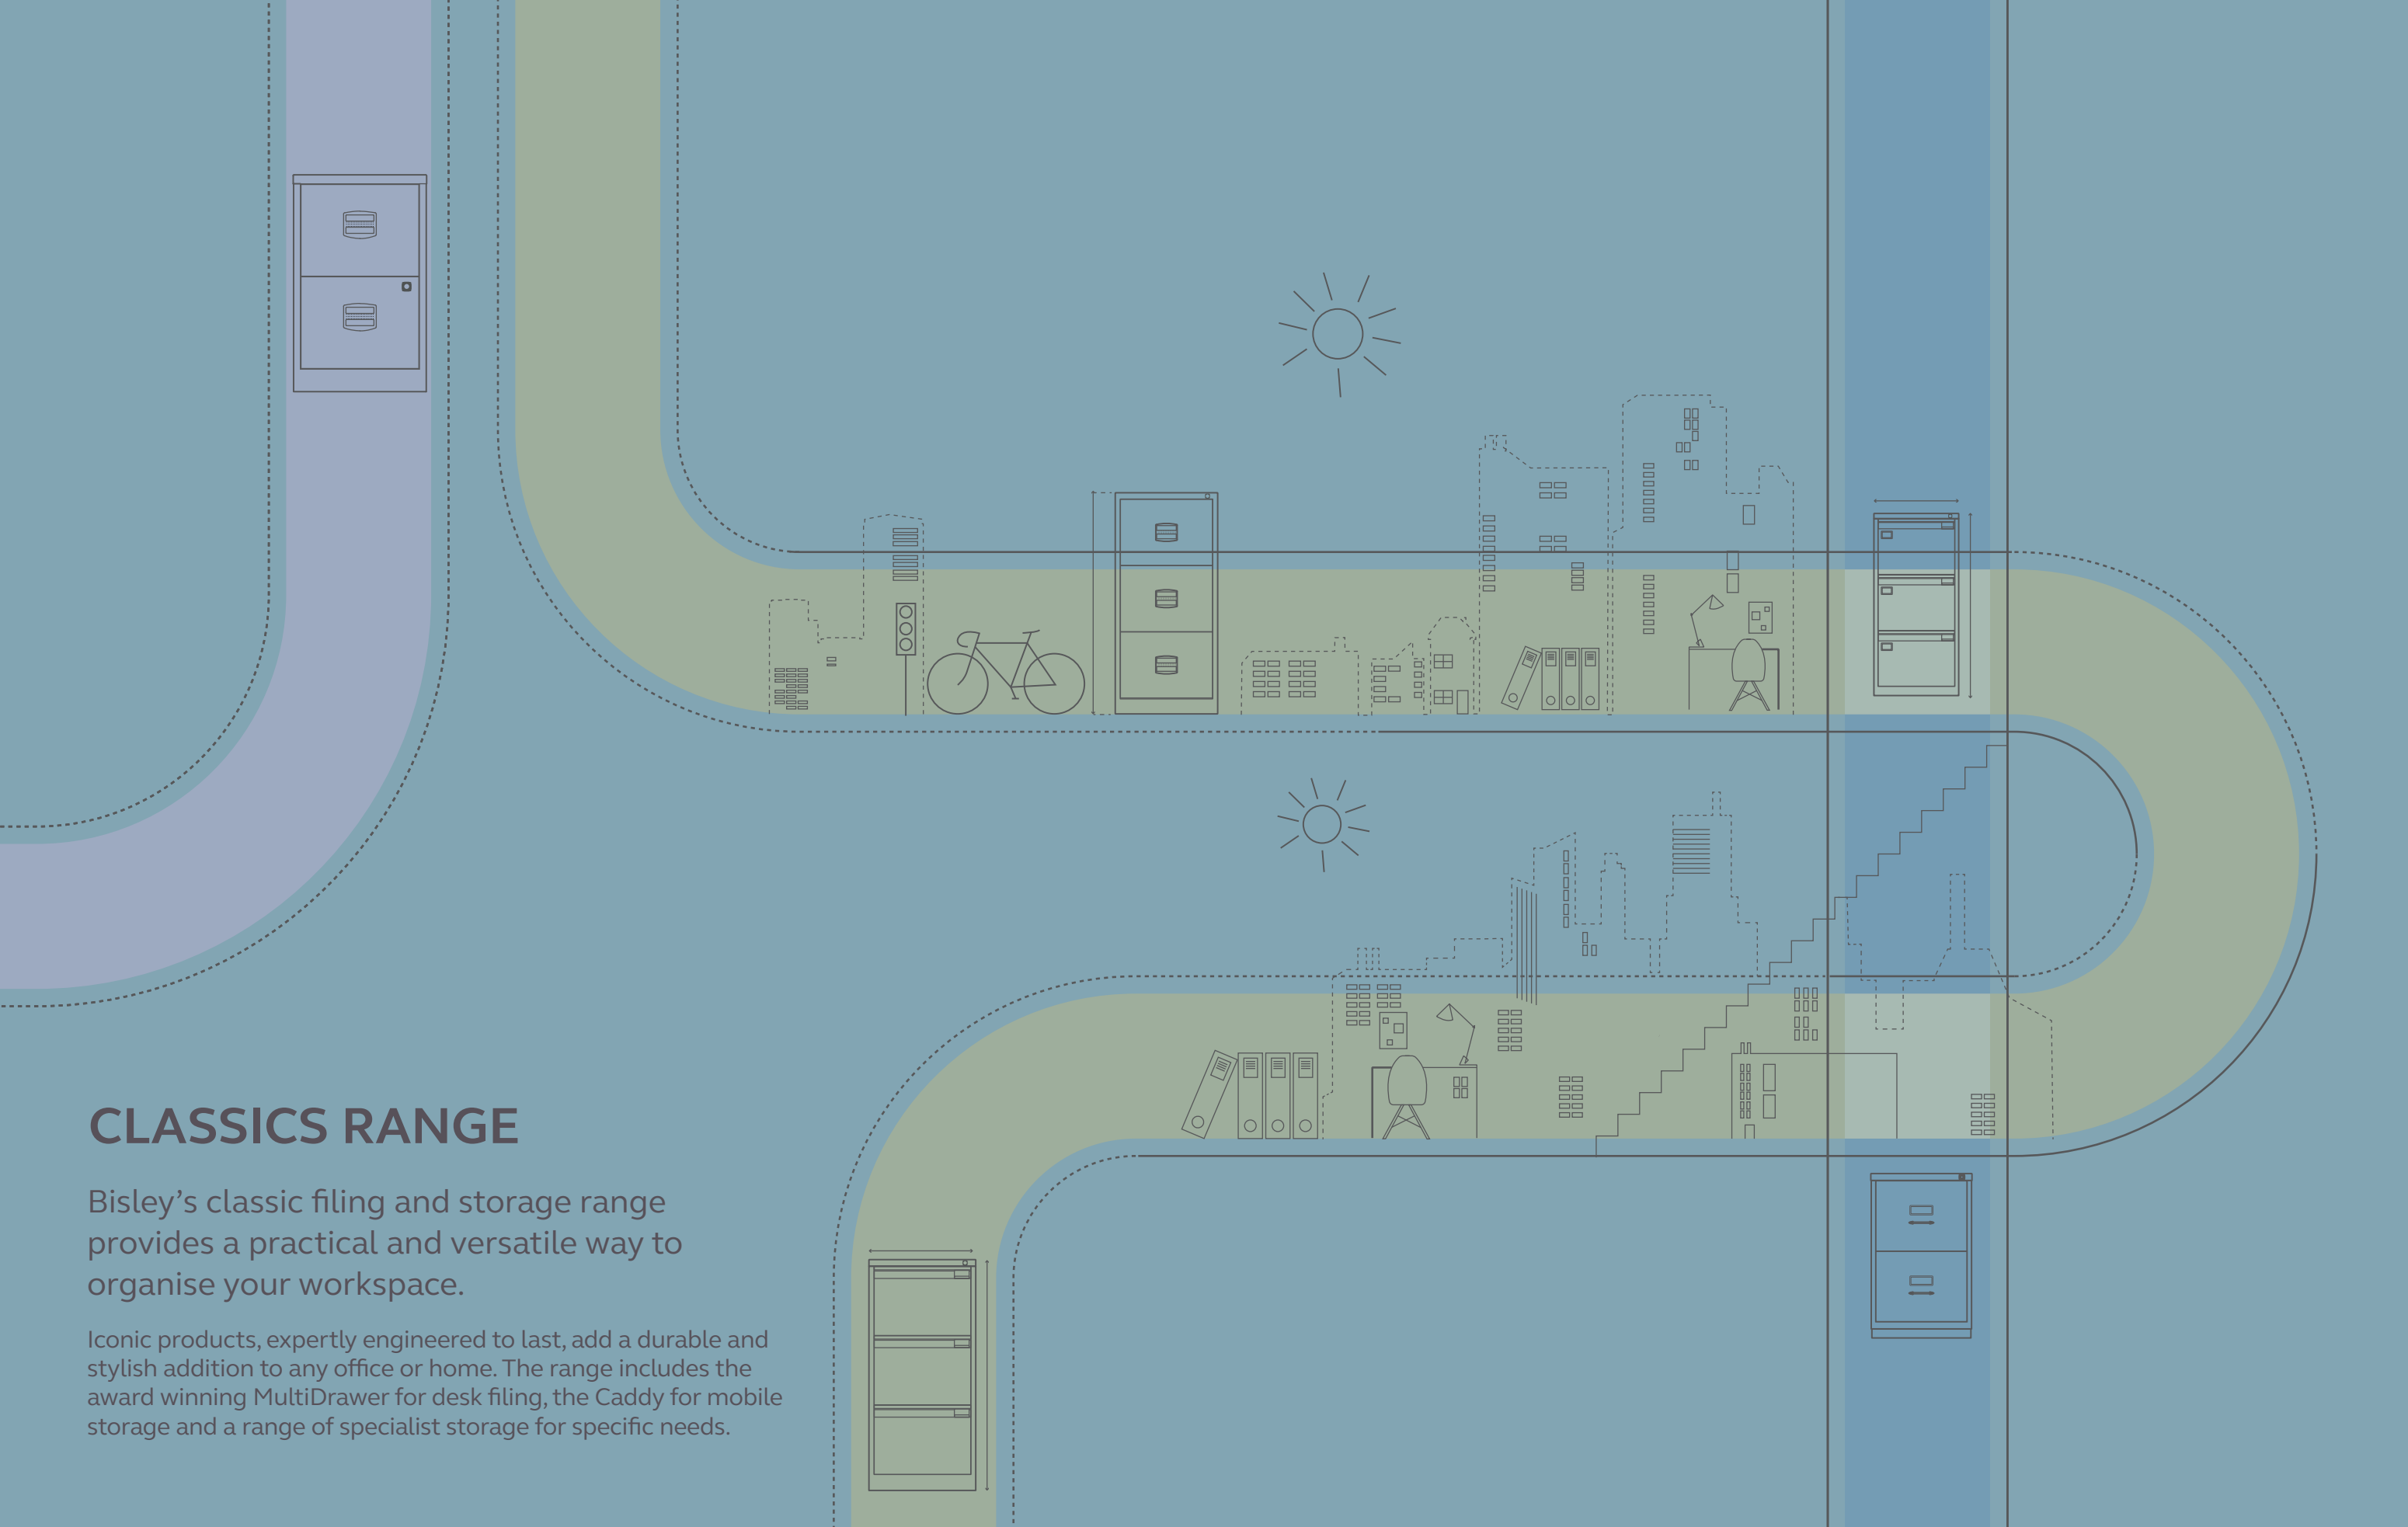 CLASSICS RANGE
Bisley’s classic filing and storage range
provides a practical and versatile way to
organise your workspace.
Iconic products, expertly engineered to last, add a durable and
stylish addition to any office or home. The range includes the
award winning MultiDrawer for desk filing, the Caddy for mobile
storage and a range of specialist storage for specific needs.